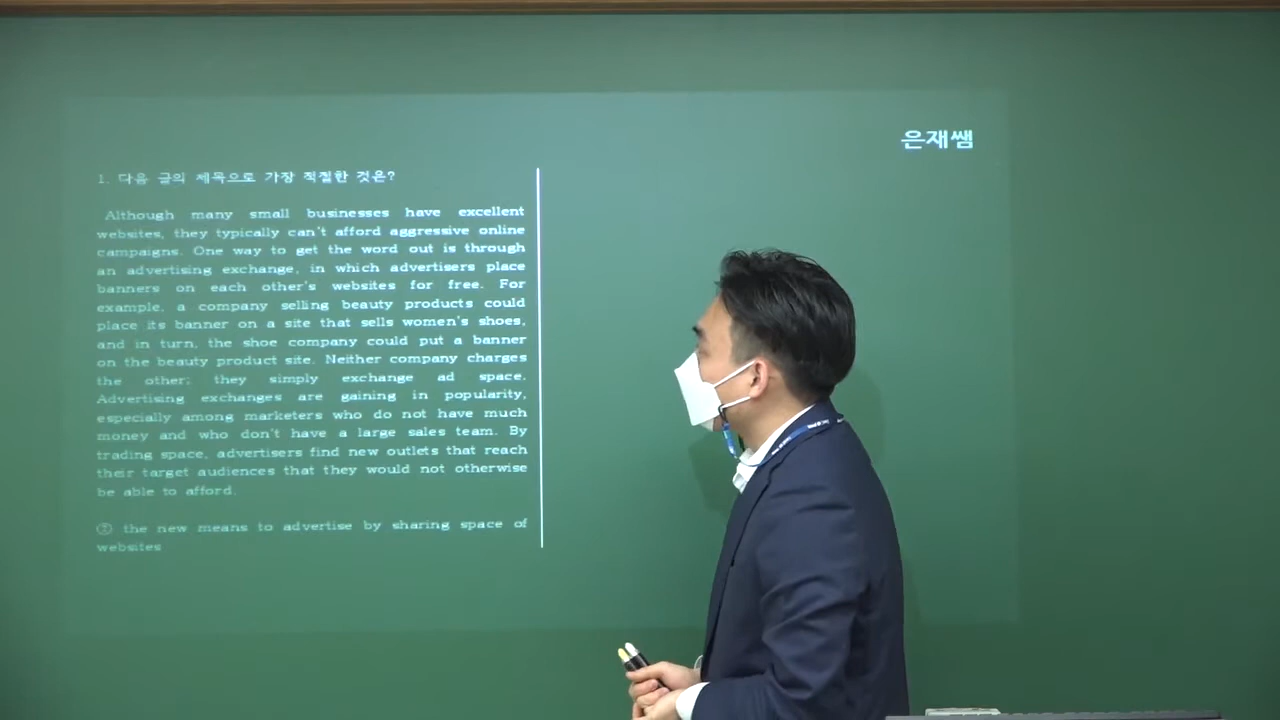 은재쌤
1. 다음 글의 제목으로 가장 적절한 것은?
Although many small businesses have excellent
websites, they typically can't afford aggressive online
campaigns. One way to get the word out is through
an advertising exchange, in which advertisers place
banners on each other's websites for free. For
example, a company selling beauty products could
place its banner on a site that sells women's shoes,
and in turn, the shoe company could put a banner
on the beauty product site. Neither company charges
the other; they simply exchange ad space.
Advertising exchanges are gaining in popularity,
especially among marketers who do not have much
money and who don't have a large sales team. By
trading space, advertisers find new outlets that reach
their target audiences that they would not otherwise
be able to afford.
② the new means to advertise by sharing space of
websites